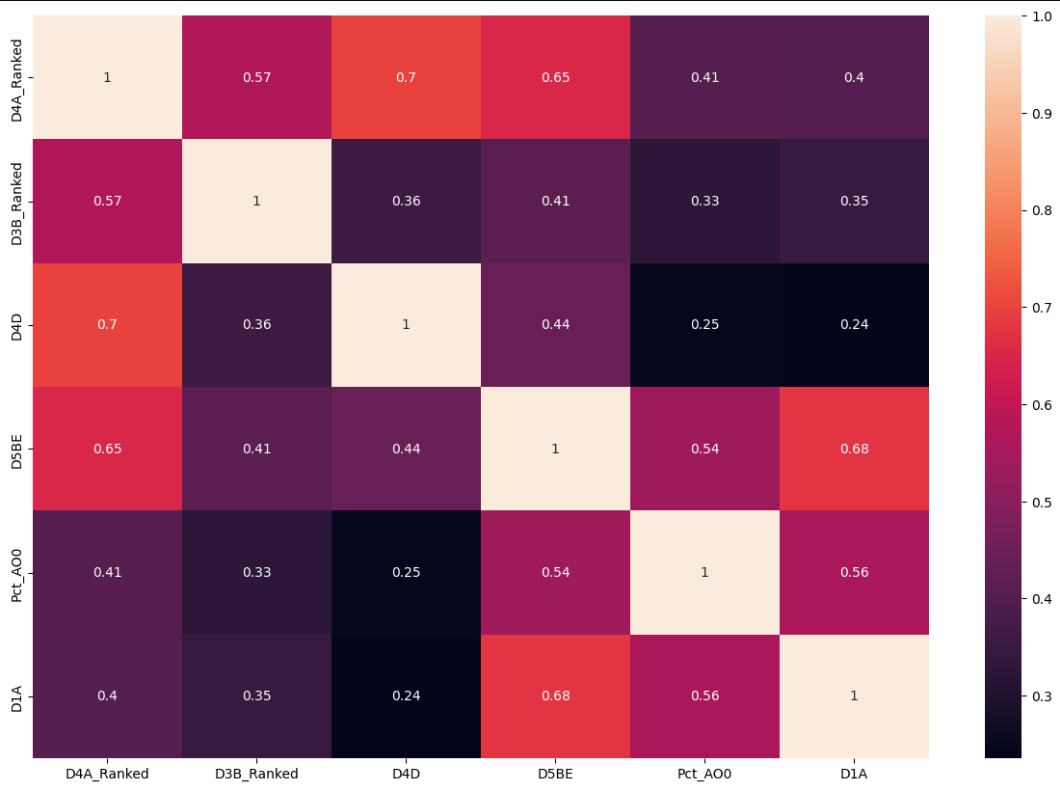 D4A_Ranked 1 0.57 0.7 0.65 0.41 0.4
D3B_Ranked 0.57 1 0.36 0.41 0.33 0.35
D4D 0.7 0.36 1 0.44 0.25 0.24
D5BE 0.65 0.41 0.44 1 0.54 0.68
Pct_AO0 0.41 0.33 0.25 0.54 1 0.56
D1A 0.4 0.35 0.24 0.68 0.56 1
D4A_Ranked D3B_Ranked D4D D5BE Pct_AO0 D1A
1.0
0.9
0.8
0.7
0.6
0.5
0.4
0.3